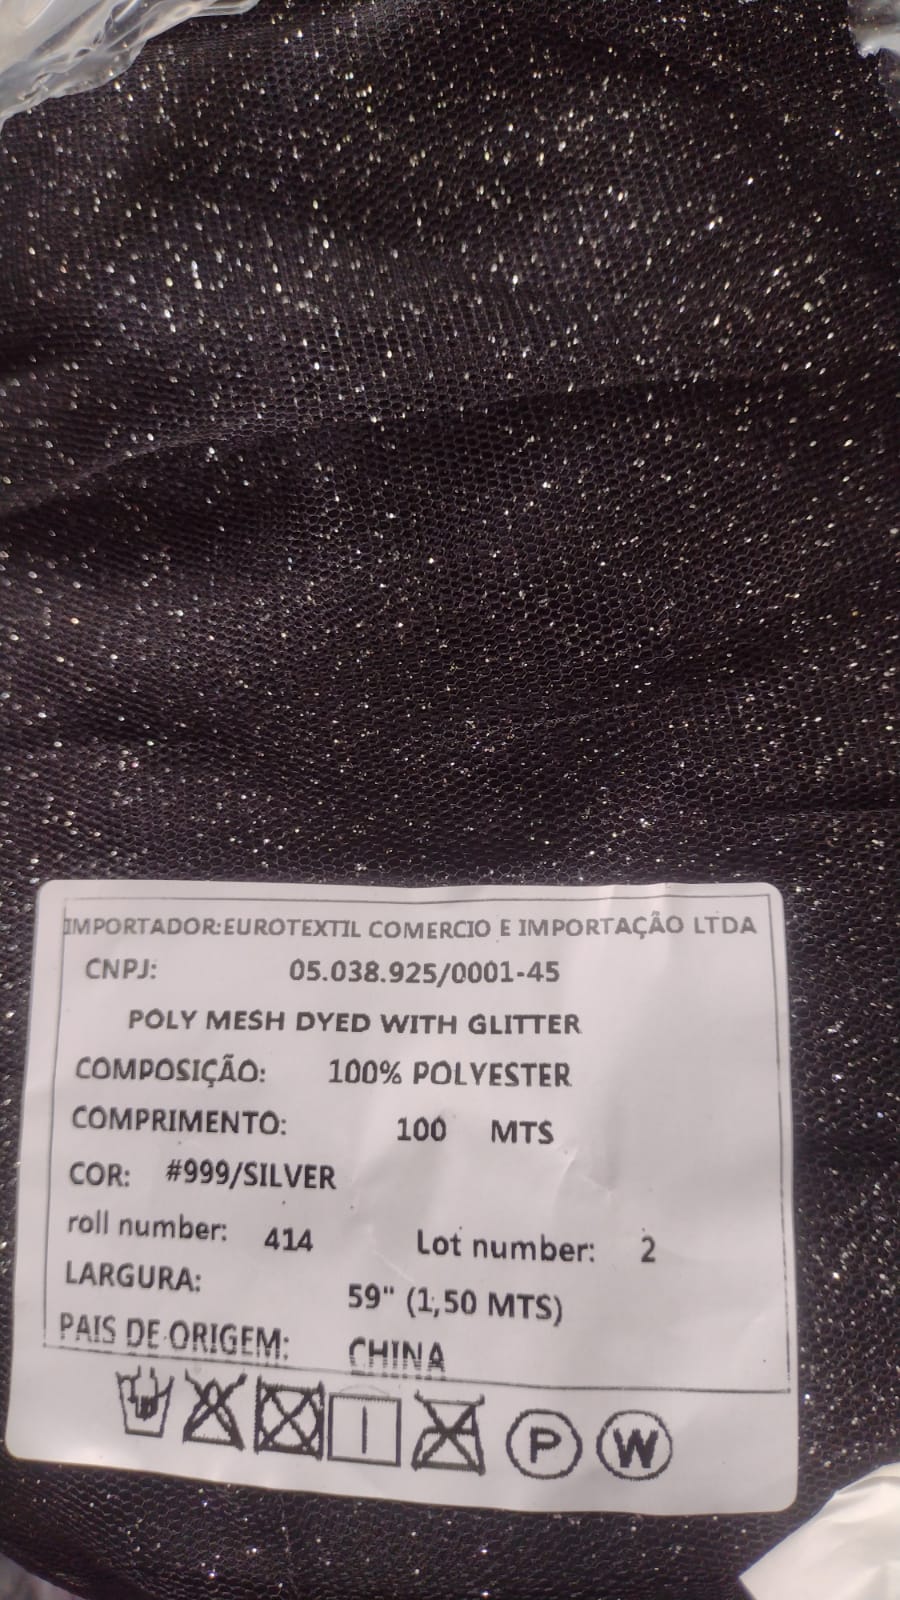 IMPORTADOR:EUROTEXTIL COMERCIO E IMPORTAÇÃO LTDA
CNPJ: 05.038.925/0001-45
POLY MESH DYED WITH GLITTER
COMPOSIÇÃO: 100% POLYESTER
COMPRIMENTO: 100 MTS
COR: #999/SILVER
roll number: 414 Lot number: 2
LARGURA: 59" (1,50 MTS)
PAIS DE ORIGEM: CHINA
P W